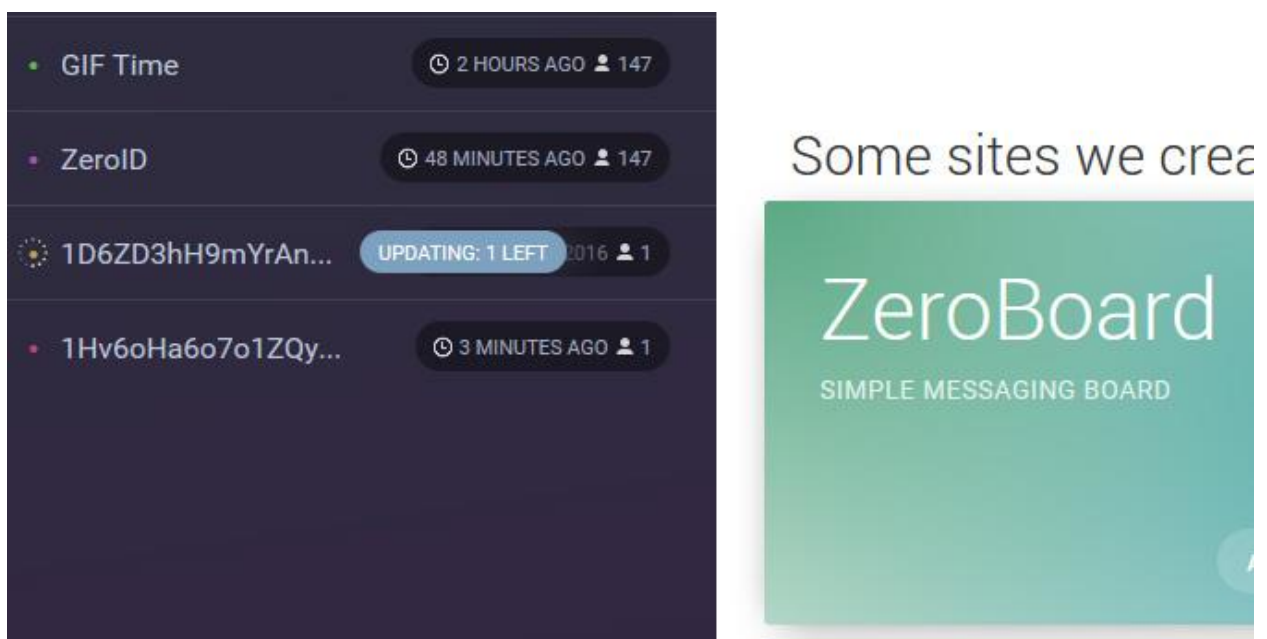 GIF Time
2 HOURS AGO 147
ZeroID
48 MINUTES AGO 147
1D6ZD3hH9mYrAn...
UPDATING: 1 LEFT 2016 1
1Hv6oHa6o7o1ZQy...
3 MINUTES AGO 1
Some sites we crea
ZeroBoard
SIMPLE MESSAGING BOARD